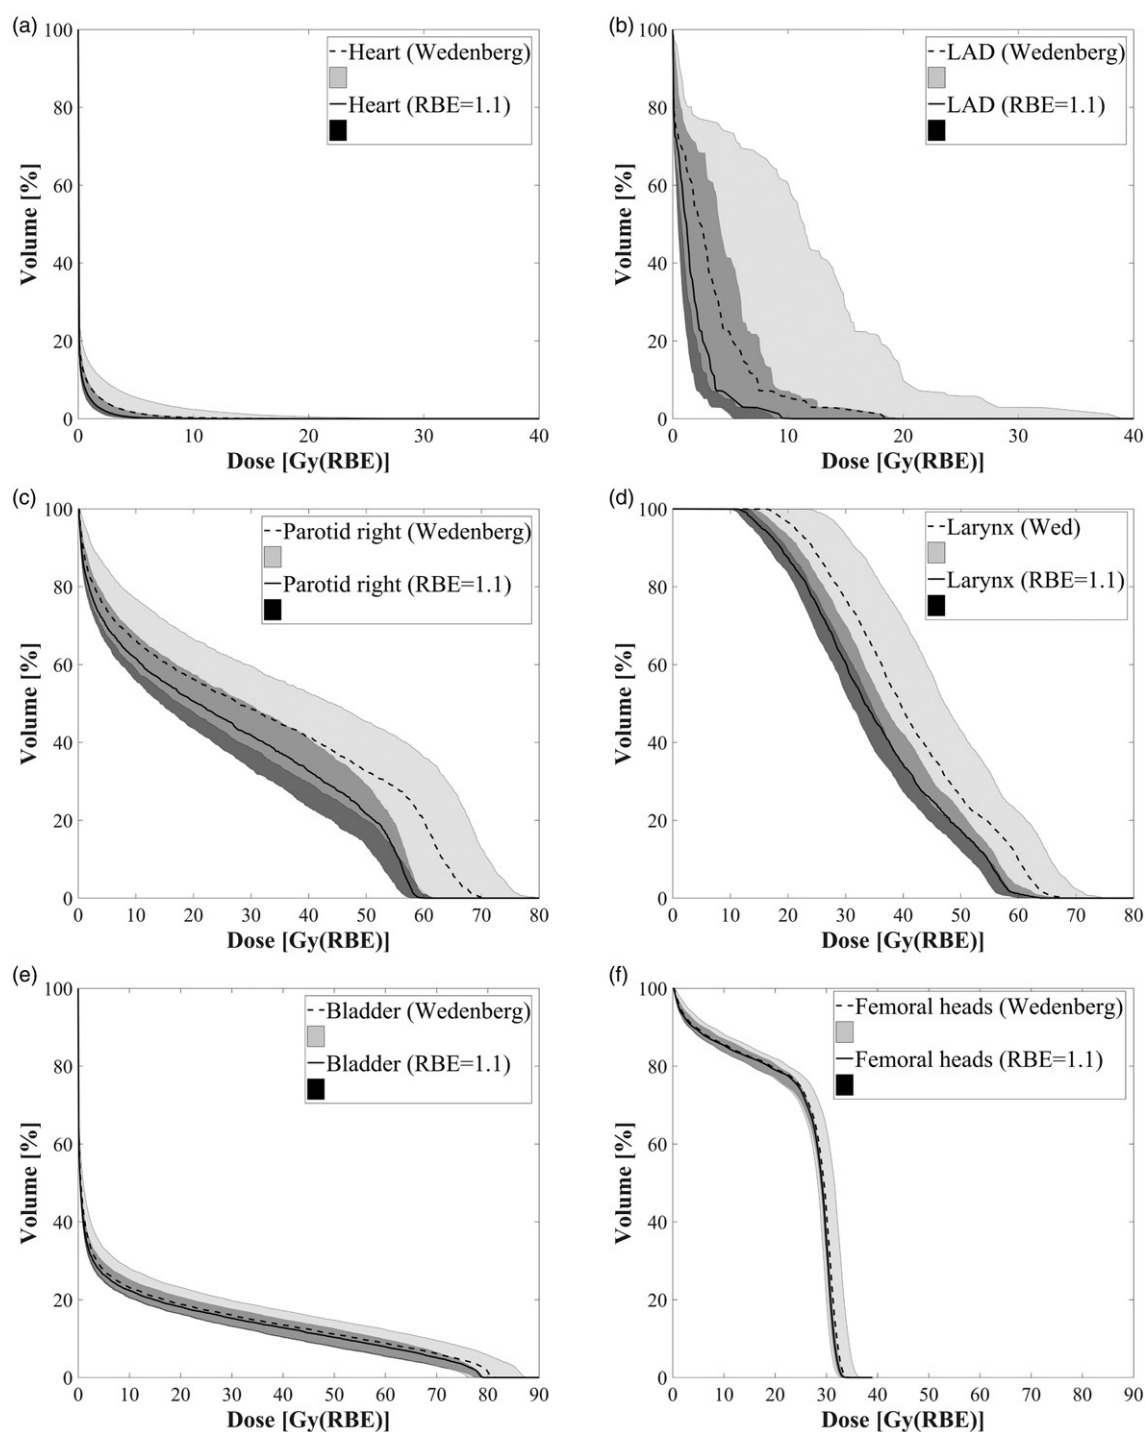 (a)
100
80
60
40
20
0
Volume [%]
Heart (Wedenberg)
Heart (RBE=1.1)
0 10 20 30 40
Dose [Gy(RBE)]
(b)
100
80
60
40
20
0
Volume [%]
LAD (Wedenberg)
LAD (RBE=1.1)
0 10 20 30 40
Dose [Gy(RBE)]
(c)
100
80
60
40
20
0
Volume [%]
Parotid right (Wedenberg)
Parotid right (RBE=1.1)
0 10 20 30 40 50 60 70 80
Dose [Gy(RBE)]
(d)
100
80
60
40
20
0
Volume [%]
Larynx (Wed)
Larynx (RBE=1.1)
0 10 20 30 40 50 60 70 80
Dose [Gy(RBE)]
(e)
100
80
60
40
20
0
Volume [%]
Bladder (Wedenberg)
Bladder (RBE=1.1)
0 10 20 30 40 50 60 70 80 90
Dose [Gy(RBE)]
(f)
100
80
60
40
20
0
Volume [%]
Femoral heads (Wedenberg)
Femoral heads (RBE=1.1)
0 10 20 30 40 50 60 70 80 90
Dose [Gy(RBE)]